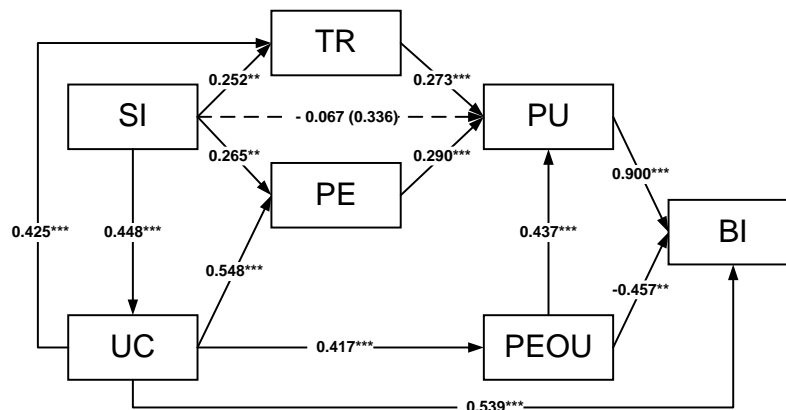 TR
0.252**
0.273***
SI
- 0.067 (0.336)
PU
0.265**
0.290***
PE
0.900***
BI
0.425***
0.448***
0.437***
0.548***
-0.457**
UC
0.417***
PEOU
0.539***